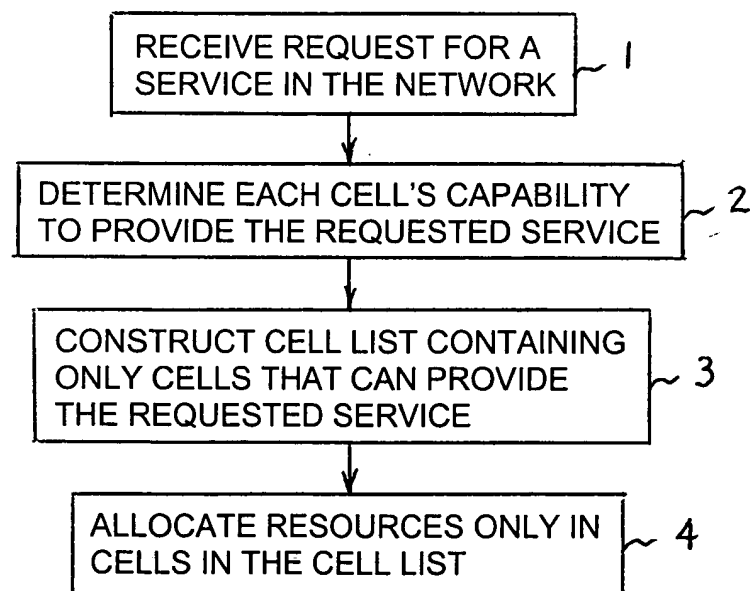 RECEIVE REQUEST FOR A
SERVICE IN THE NETWORK
1
DETERMINE EACH CELL'S CAPABILITY
TO PROVIDE THE REQUESTED SERVICE
2
CONSTRUCT CELL LIST CONTAINING
ONLY CELLS THAT CAN PROVIDE
THE REQUESTED SERVICE
3
ALLOCATE RESOURCES ONLY IN
CELLS IN THE CELL LIST
4